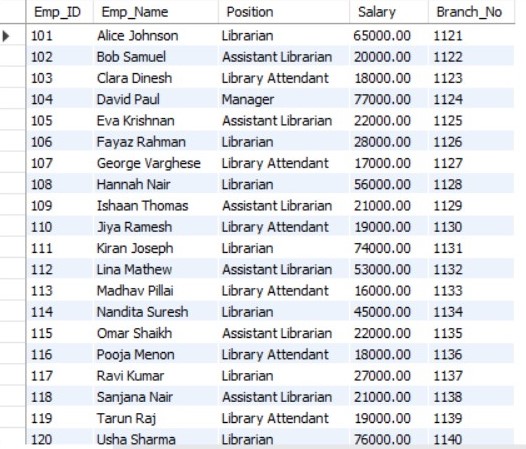 Emp_ID Emp_Name Position Salary Branch_No
101 Alice Johnson Librarian 65000.00 1121
102 Bob Samuel Assistant Librarian 20000.00 1122
103 Clara Dinesh Library Attendant 18000.00 1123
104 David Paul Manager 77000.00 1124
105 Eva Krishnan Assistant Librarian 22000.00 1125
106 Fayaz Rahman Librarian 28000.00 1126
107 George Varghese Library Attendant 17000.00 1127
108 Hannah Nair Librarian 56000.00 1128
109 Ishaan Thomas Assistant Librarian 21000.00 1129
110 Jiya Ramesh Library Attendant 19000.00 1130
111 Kiran Joseph Librarian 74000.00 1131
112 Lina Mathew Assistant Librarian 53000.00 1132
113 Madhav Pillai Library Attendant 16000.00 1133
114 Nandita Suresh Librarian 45000.00 1134
115 Omar Shaikh Assistant Librarian 22000.00 1135
116 Pooja Menon Library Attendant 18000.00 1136
117 Ravi Kumar Librarian 27000.00 1137
118 Sanjana Nair Assistant Librarian 21000.00 1138
119 Tarun Raj Library Attendant 19000.00 1139
120 Usha Sharma Librarian 76000.00 1140